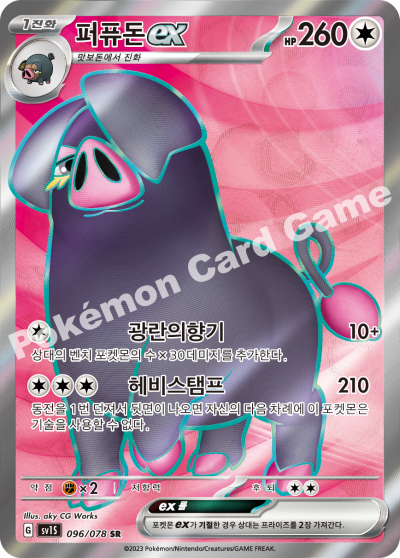 1진화
퍼퓨돈 ex
HP 260
맛보돈에서 진화
Pokémon Card Game
광란의향기 10+
상대의 벤치 포켓몬의 수 × 30데미지를 추가한다.
헤비스탬프 210
동전을 1번 던져서 뒷면이 나오면 자신의 다음 차례에 이 포켓몬은
기술을 사용할 수 없다.
약점 ×2 저항력 후퇴
Illus. aky CG Works
ex 룰
G sv1S 096/078 SR
포켓몬 ex가 기절한 경우 상대는 프라이즈를 2장 가져간다.
©2023 Pokémon/Nintendo/Creatures/GAME FREAK.